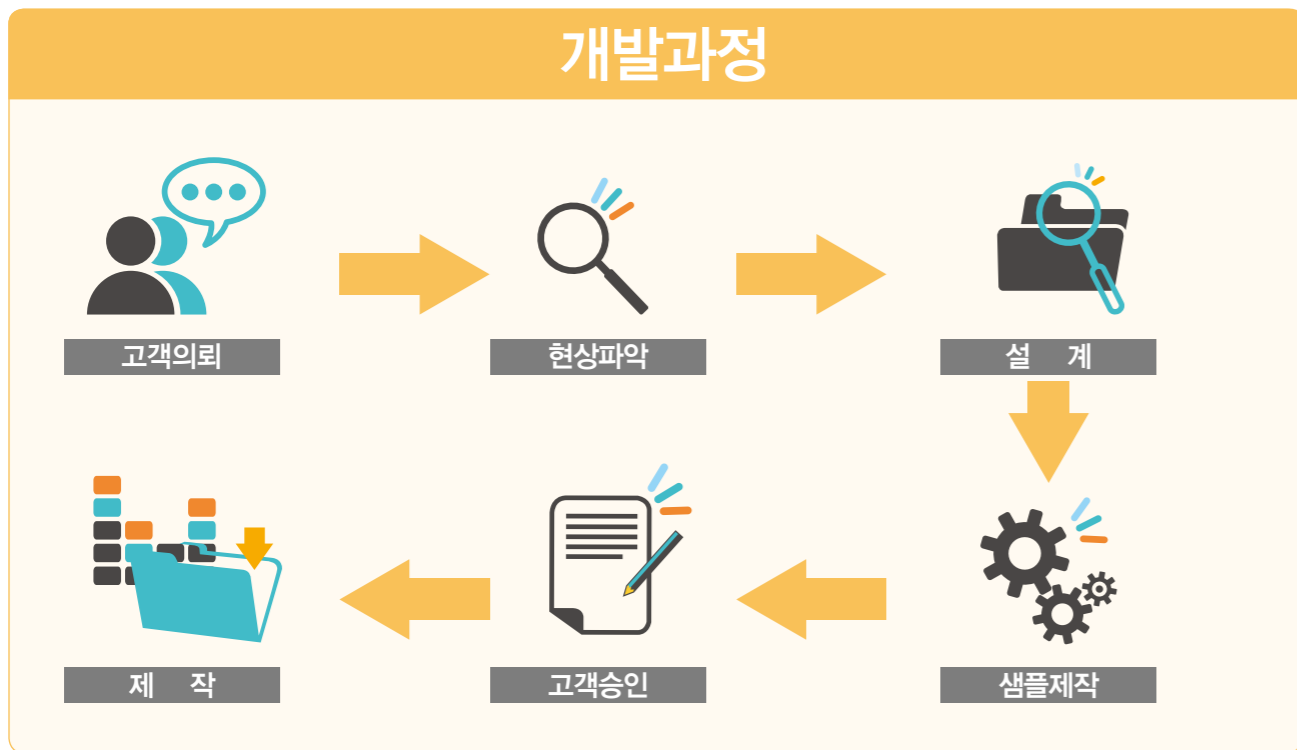 개발과정
고객의뢰
현상파악
설 계
샘플제작
고객승인
제 작